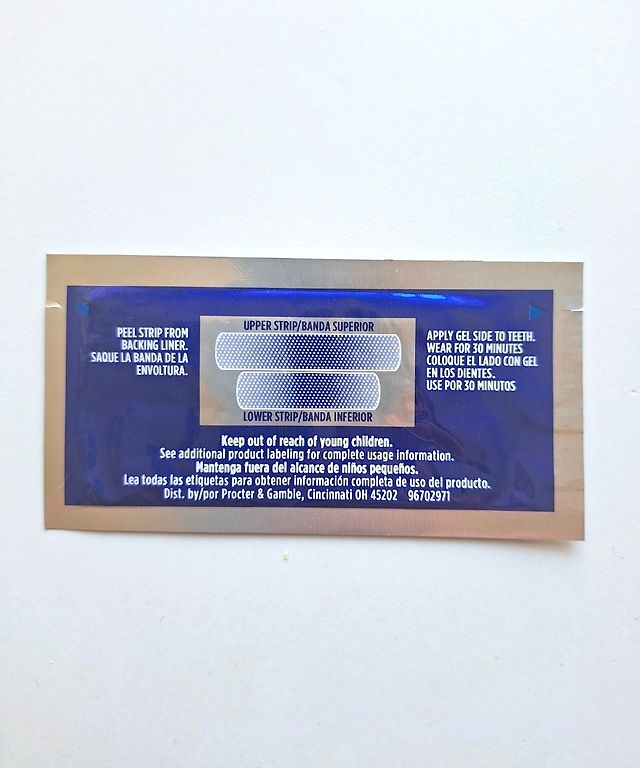 PEEL STRIP FROM
BACKING LINER.
SAQUE LA BANDA DE LA
ENVOLTURA.
UPPER STRIP/BANDA SUPERIOR
LOWER STRIP/BANDA INFERIOR
APPLY GEL SIDE TO TEETH.
WEAR FOR 30 MINUTES
COLOQUE EL LADO CON GEL
EN LOS DIENTES.
USE POR 30 MINUTOS
Keep out of reach of young children.
See additional product labeling for complete usage information.
Mantenga fuera del alcance de niños pequeños.
Lea todas las etiquetas para obtener información completa de uso del producto.
Dist. by/por Procter & Gamble, Cincinnati OH 45202 96702971